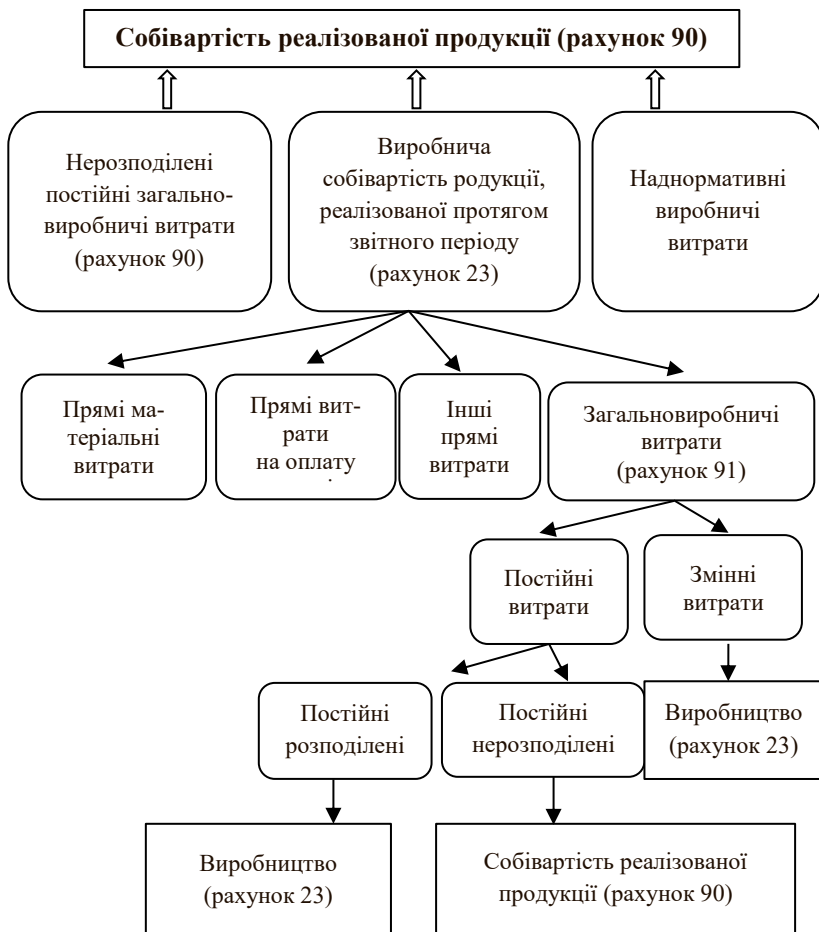 Собівартість реалізованої продукції (рахунок 90)
Нерозподілені
постійні загально-
виробничі витрати
(рахунок 90)
Виробнича
собівартість родукції,
реалізованої протягом
звітного періоду
(рахунок 23)
Наднормативні
виробничі
витрати
Прямі ма-
теріальні
витрати
Прямі вит-
рати
на оплату
Інші
прямі
витрати
Загальновиробничі
витрати
(рахунок 91)
Постійні
витрати
Змінні
витрати
Постійні
розподілені
Постійні
нерозподілені
Виробництво
(рахунок 23)
Виробництво
(рахунок 23)
Собівартість реалізованої
продукції (рахунок 90)